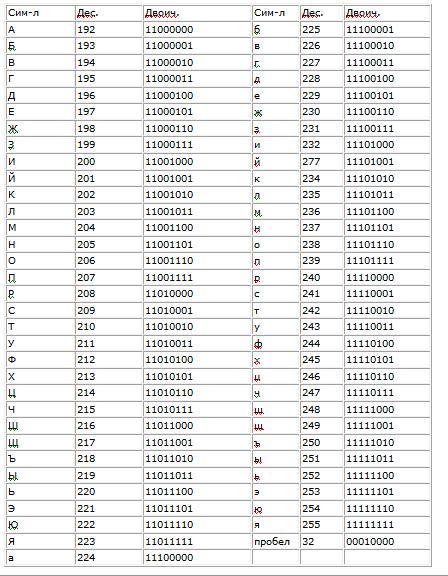 Сим-л Дес. Двоич. Сим-л Дес. Двоич.
А 192 11000000 б 225 11100001
Б 193 11000001 в 226 11100010
В 194 11000010 г 227 11100011
Г 195 11000011 д 228 11100100
Д 196 11000100 е 229 11100101
Е 197 11000101 ж 230 11100110
Ж 198 11000110 з 231 11100111
З 199 11000111 и 232 11101000
И 200 11001000 й 277 11101001
Й 201 11001001 к 234 11101010
К 202 11001010 л 235 11101011
Л 203 11001011 м 236 11101100
М 204 11001100 н 237 11101101
Н 205 11001101 о 238 11101110
О 206 11001110 п 239 11101111
П 207 11001111 р 240 11110000
Р 208 11010000 с 241 11110001
С 209 11010001 т 242 11110010
Т 210 11010010 у 243 11110011
У 211 11010011 ф 244 11110100
Ф 212 11010100 х 245 11110101
Х 213 11010101 ц 246 11110110
Ц 214 11010110 ч 247 11110111
Ч 215 11010111 ш 248 11111000
Ш 216 11011000 щ 249 11111001
Щ 217 11011001 ъ 250 11111010
Ъ 218 11011010 ы 251 11111011
Ы 219 11011011 ь 252 11111100
Ь 220 11011100 э 253 11111101
Э 221 11011101 ю 254 11111110
Ю 222 11011110 я 255 11111111
Я 223 11011111 пробел 32 00010000
а 224 11100000